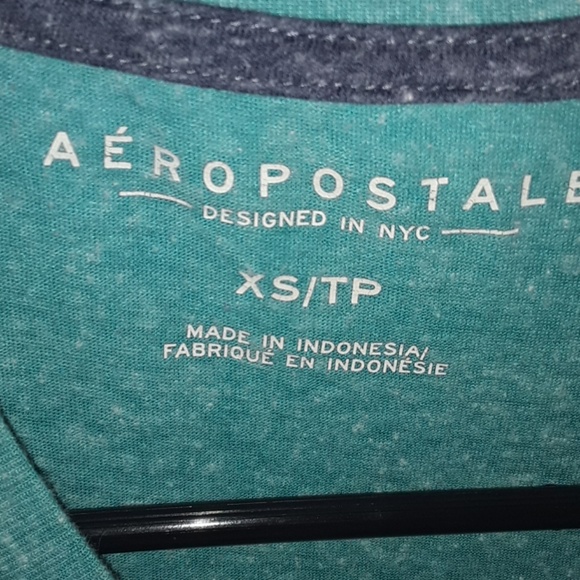 AÉROPOSTALE
DESIGNED IN NYC
XS/TP
MADE IN INDONESIA/
FABRIQUÉ EN INDONÉSIE